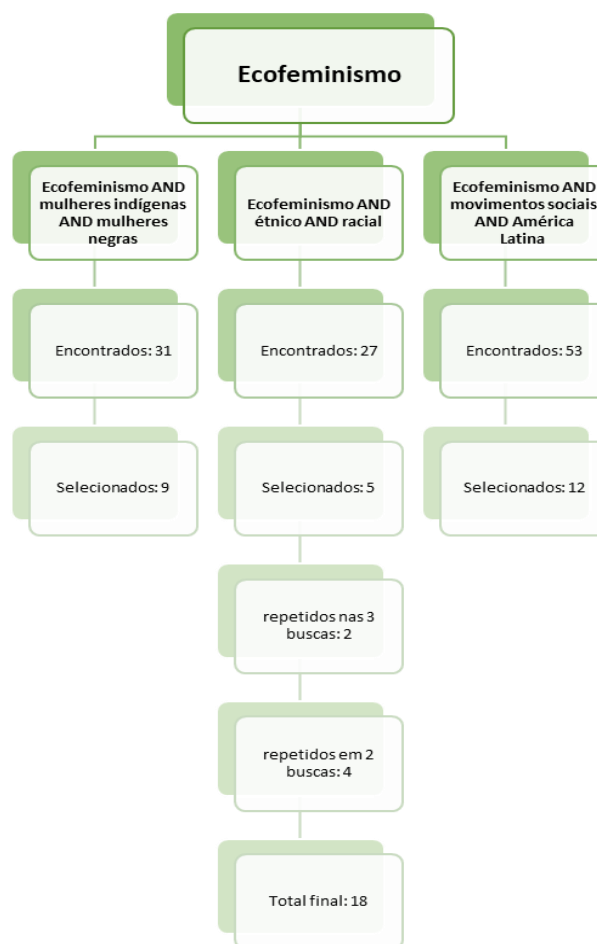 Ecofeminismo
Ecofeminismo AND
mulheres indígenas
AND mulheres
negras
Ecofeminismo AND
étnico AND racial
Ecofeminismo AND
movimentos sociais
AND América
Latina
Encontrados: 31
Encontrados: 27
Encontrados: 53
Selecionados: 9
Selecionados: 5
Selecionados: 12
repetidos nas 3
buscas: 2
repetidos em 2
buscas: 4
Total final: 18